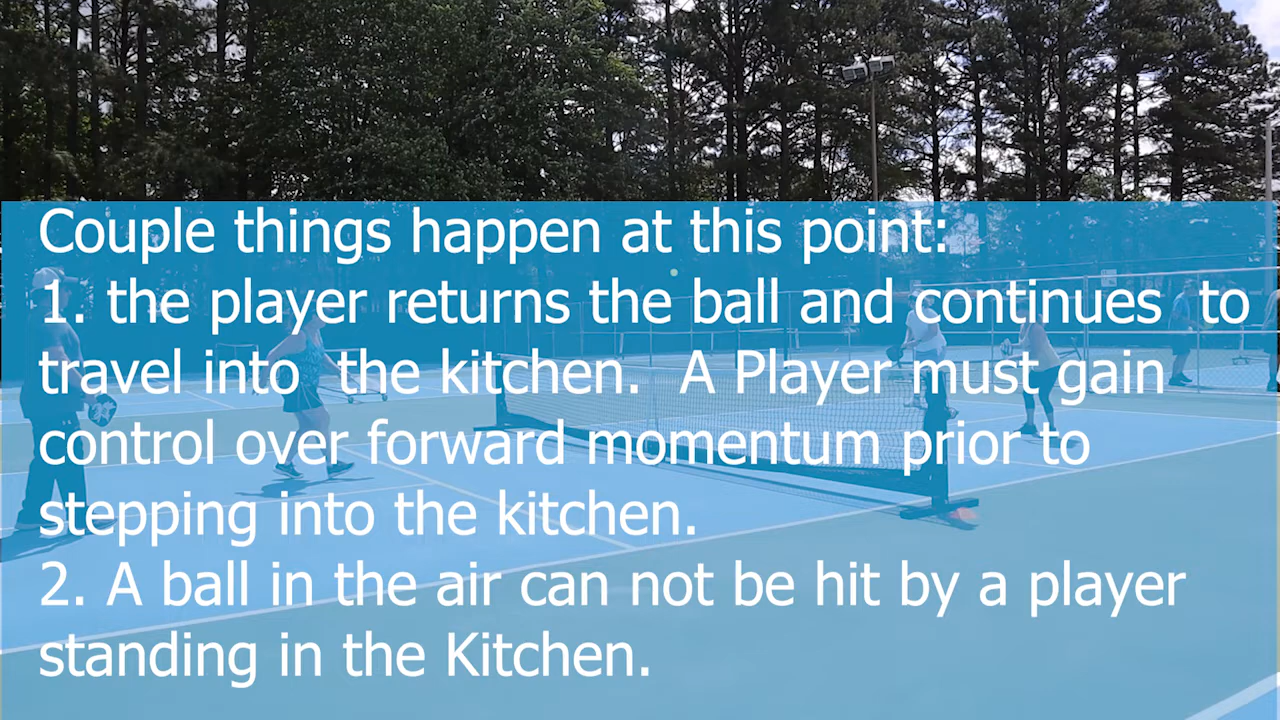 Couple things happen at this point:
1. the player returns the ball and continues  to
travel into  the kitchen.  A Player must gain
control over forward momentum prior to
stepping into the kitchen.
2. A ball in the air can not be hit by a player
standing in the Kitchen.